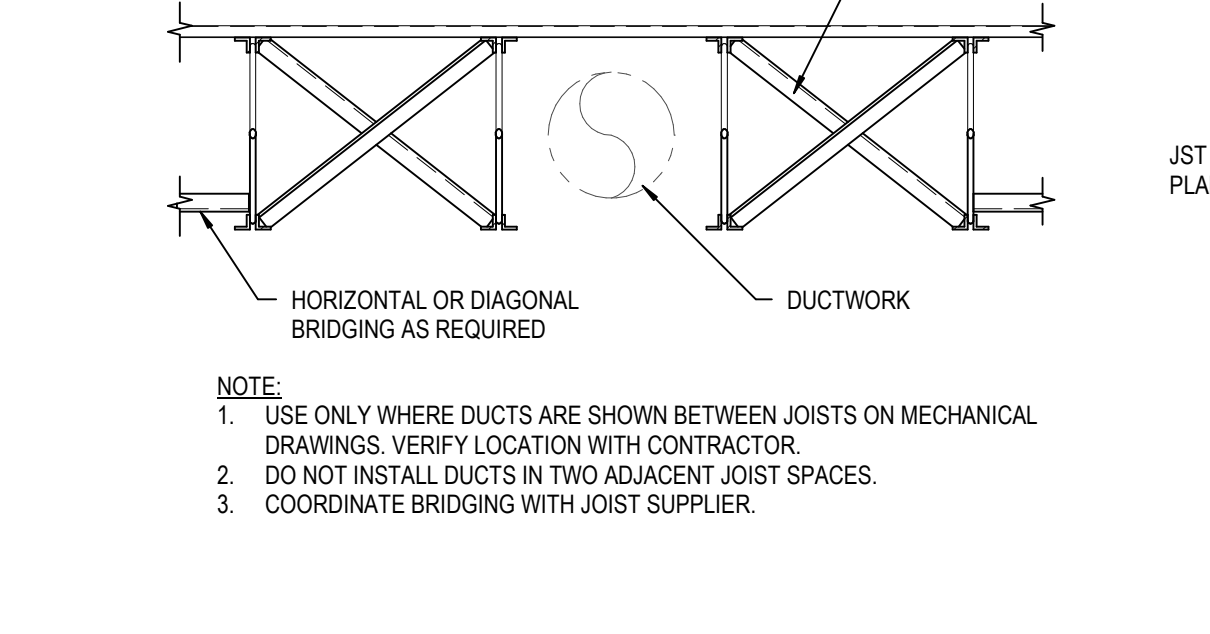 JST
HORIZONTAL OR DIAGONAL
BRIDGING AS REQUIRED
DUCTWORK
NOTE:
1. USE ONLY WHERE DUCTS ARE SHOWN BETWEEN JOISTS ON MECHANICAL
DRAWINGS. VERIFY LOCATION WITH CONTRACTOR.
2. DO NOT INSTALL DUCTS IN TWO ADJACENT JOIST SPACES.
3. COORDINATE BRIDGING WITH JOIST SUPPLIER.